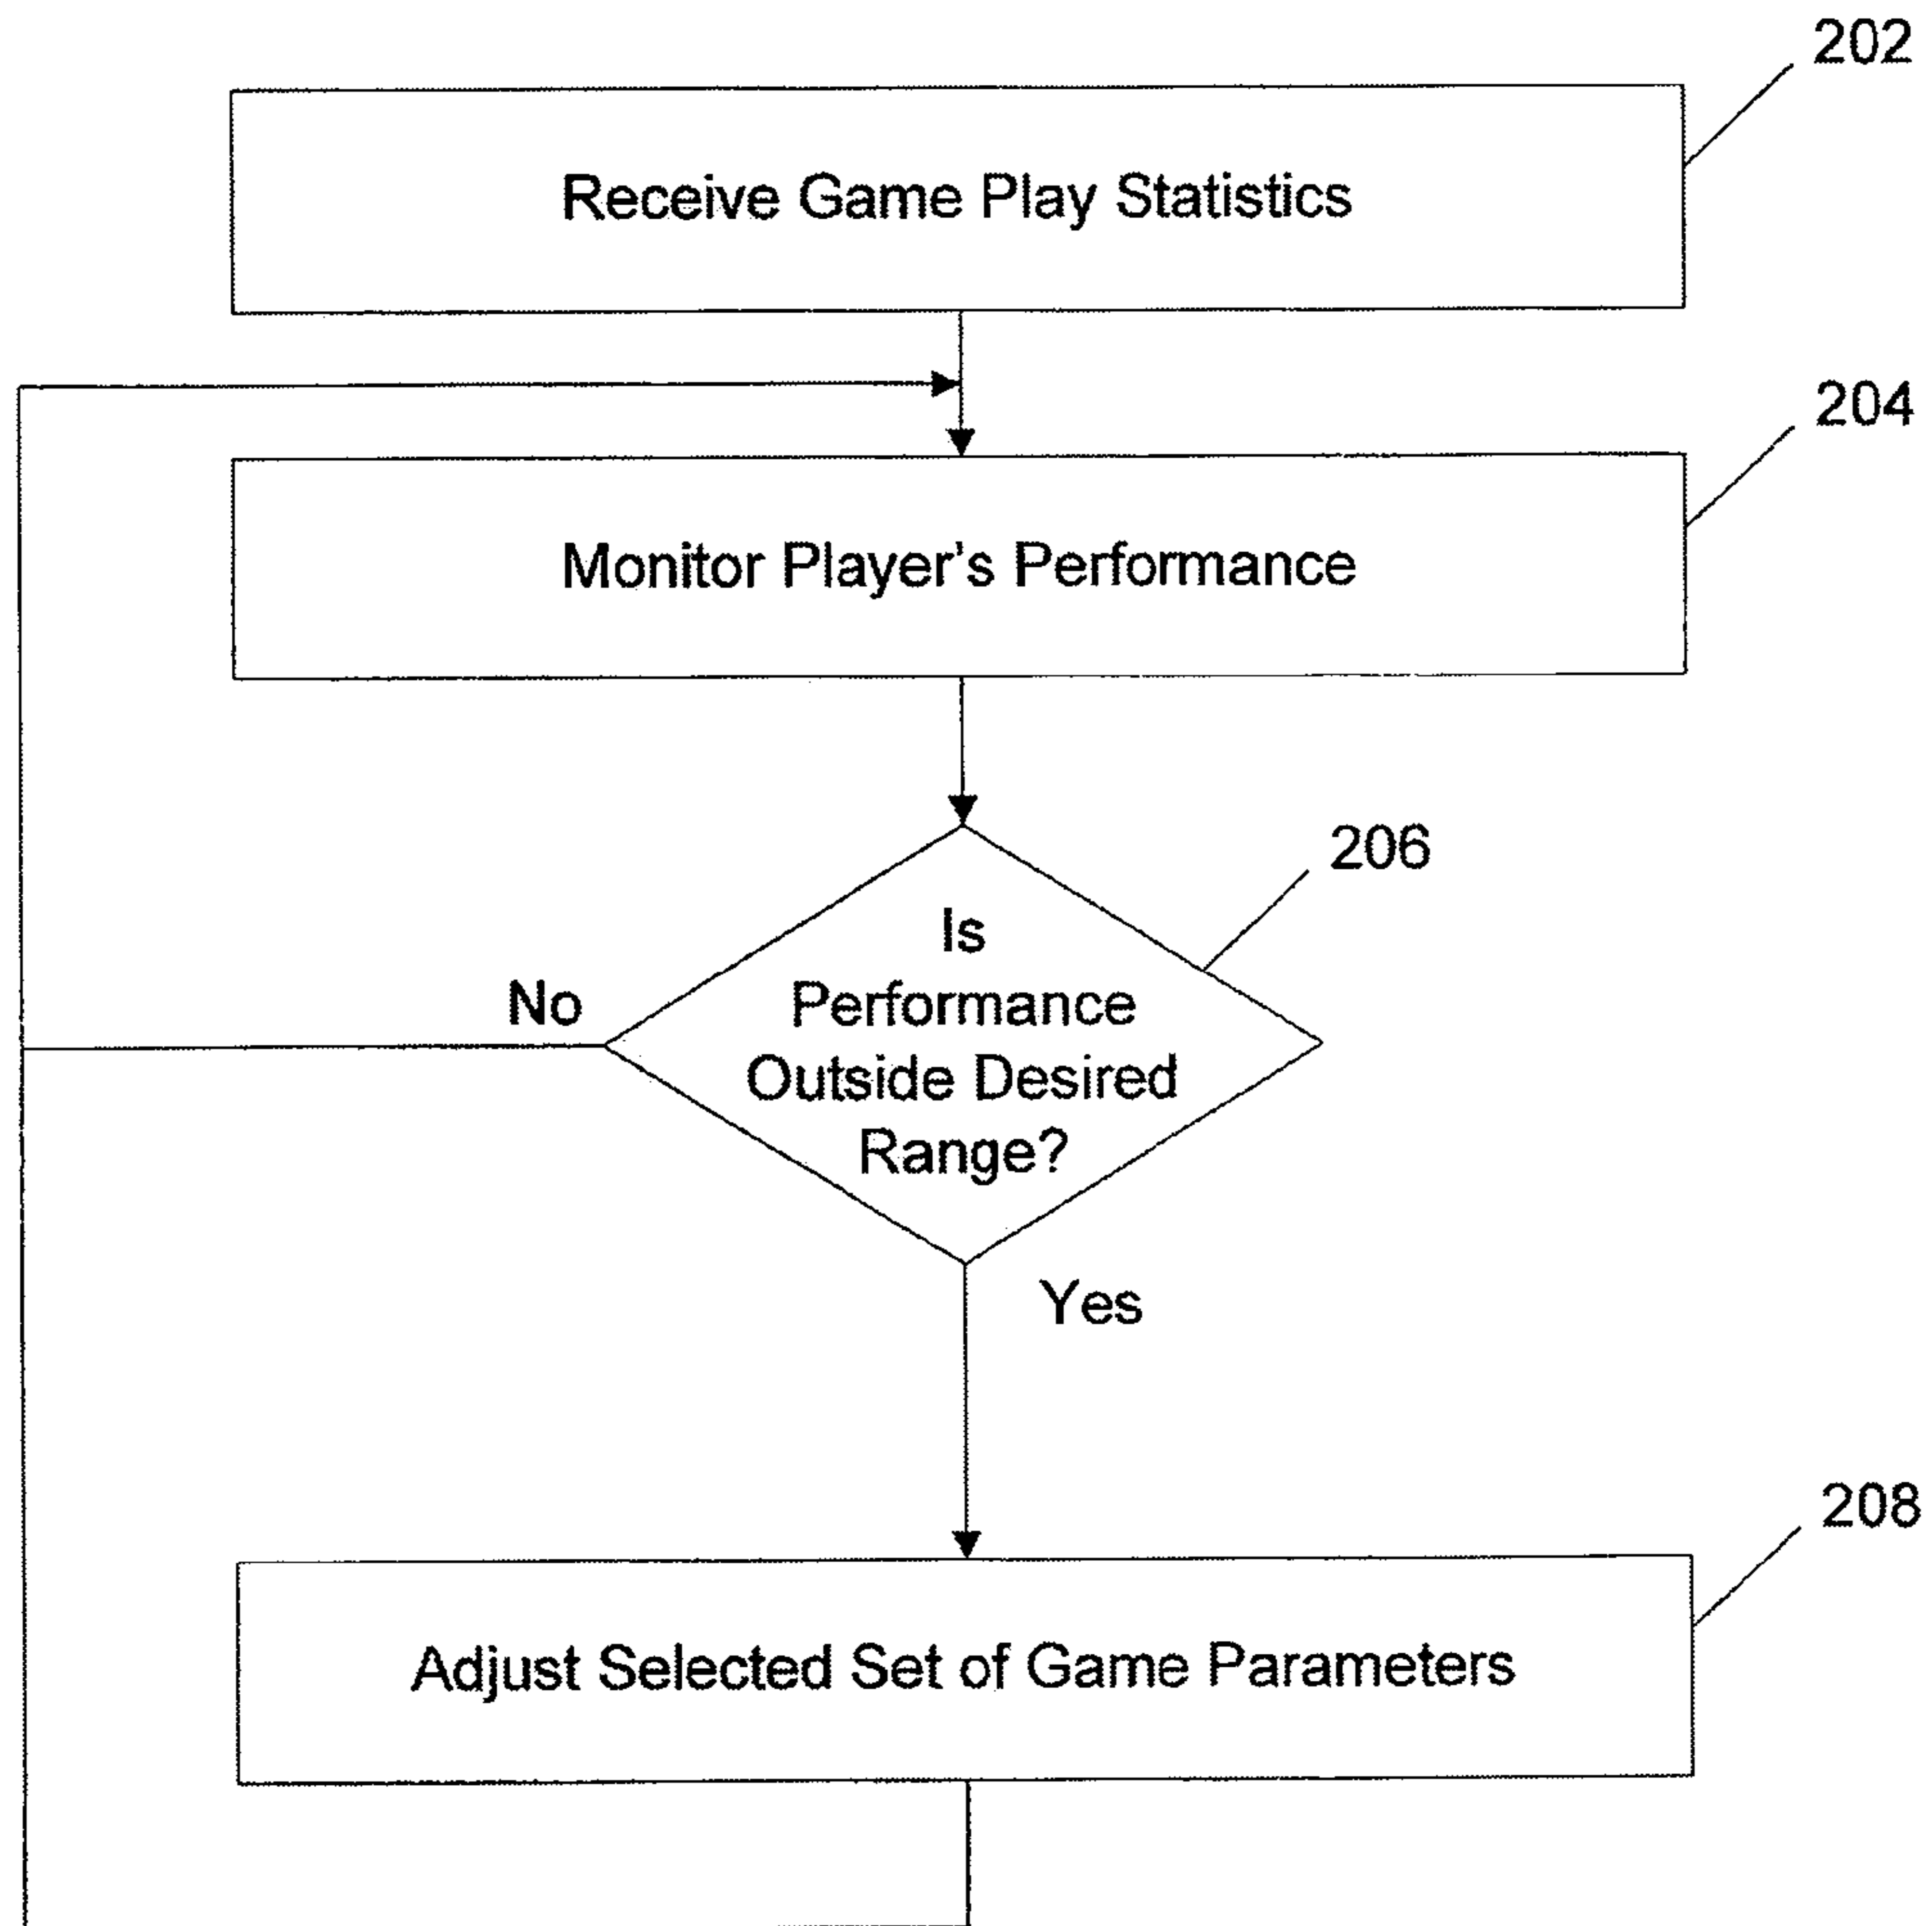 202
Receive Game Play Statistics
204
Monitor Player's Performance
206
Is
Performance
Outside Desired
Range?
No
Yes
208
Adjust Selected Set of Game Parameters